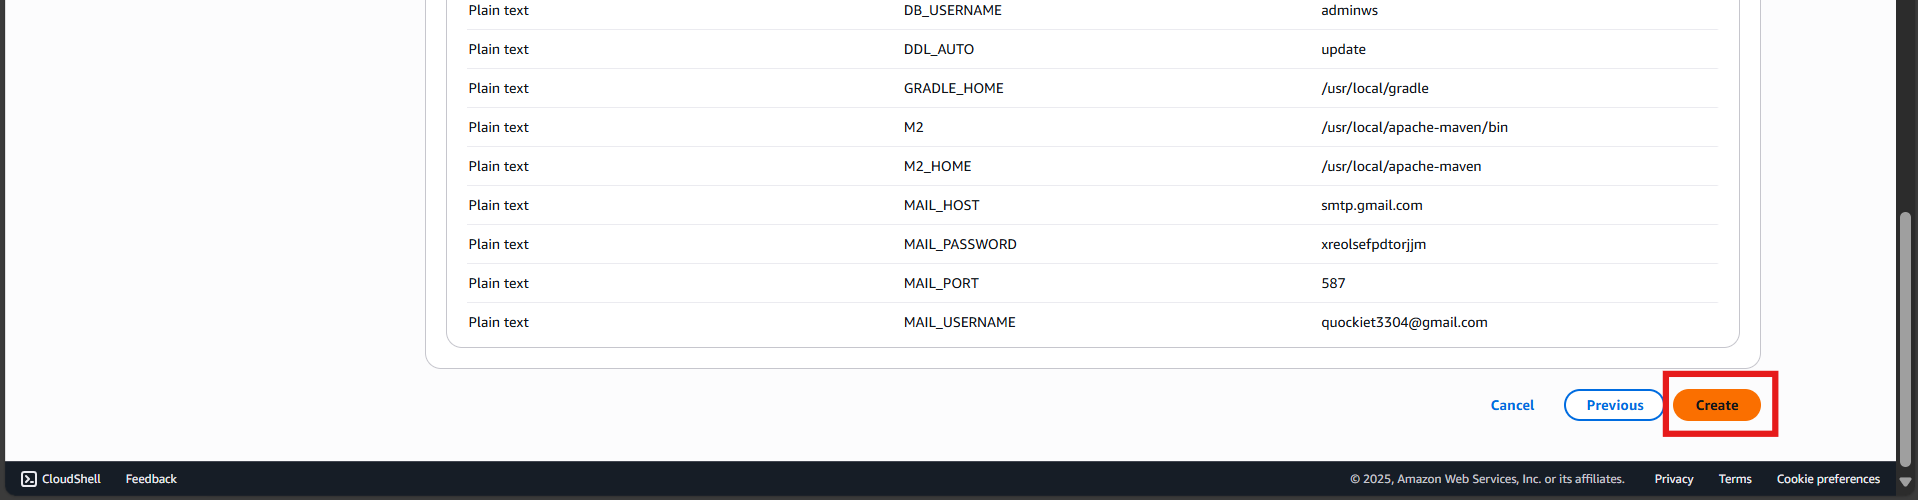 Plain text DB_USERNAME adminws
Plain text DDL_AUTO update
Plain text GRADLE_HOME /usr/local/gradle
Plain text M2 /usr/local/apache-maven/bin
Plain text M2_HOME /usr/local/apache-maven
Plain text MAIL_HOST smtp.gmail.com
Plain text MAIL_PASSWORD xreolsefpdtorjjm
Plain text MAIL_PORT 587
Plain text MAIL_USERNAME quockiet3304@gmail.com
Cancel Previous Create
CloudShell Feedback © 2025, Amazon Web Services, Inc. or its affiliates. Privacy Terms Cookie preferences